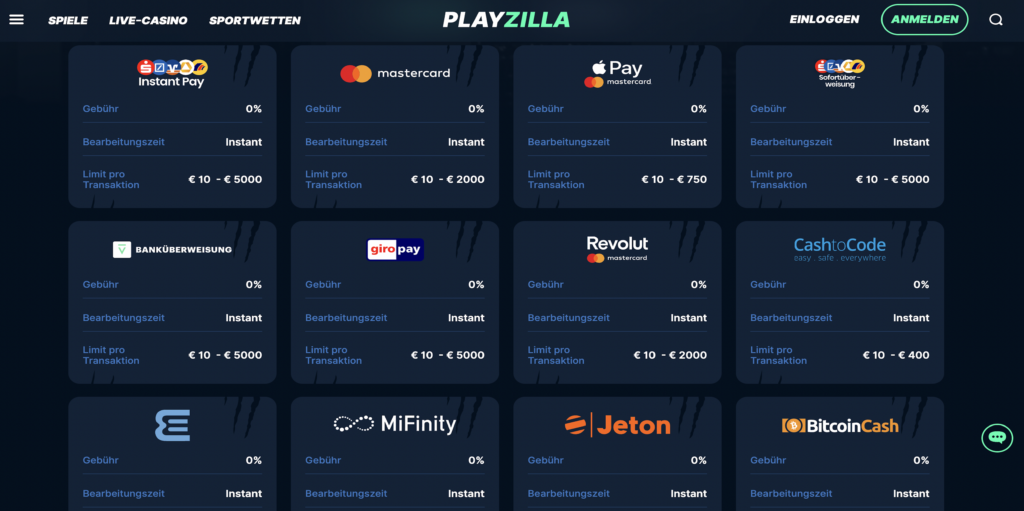 SPIELE LIVE-CASINO SPORTWETTEN PLAYZILLA EINLOGGEN ANMELDEN
Instant Pay
Gebühr 0%
Bearbeitungszeit Instant
Limit pro
Transaktion
€ 10 - € 5000
mastercard
Gebühr 0%
Bearbeitungszeit Instant
Limit pro
Transaktion
€ 10 - € 2000
Pay
mastercard
Gebühr 0%
Bearbeitungszeit Instant
Limit pro
Transaktion
€ 10 - € 750
Sofortüber-
weisung
Gebühr 0%
Bearbeitungszeit Instant
Limit pro
Transaktion
€ 10 - € 5000
BANKÜBERWEISUNG
Gebühr 0%
Bearbeitungszeit Instant
Limit pro
Transaktion
€ 10 - € 5000
giropay
Gebühr 0%
Bearbeitungszeit Instant
Limit pro
Transaktion
€ 10 - € 5000
Revolut
mastercard
Gebühr 0%
Bearbeitungszeit Instant
Limit pro
Transaktion
€ 10 - € 2000
CashtoCode
easy . safe . everywhere
Gebühr 0%
Bearbeitungszeit Instant
Limit pro
Transaktion
€ 10 - € 400
Gebühr 0%
Bearbeitungszeit Instant
MiFinity
Gebühr 0%
Bearbeitungszeit Instant
Jeton
Gebühr 0%
Bearbeitungszeit Instant
BitcoinCash
Gebühr 0%
Bearbeitungszeit Instant